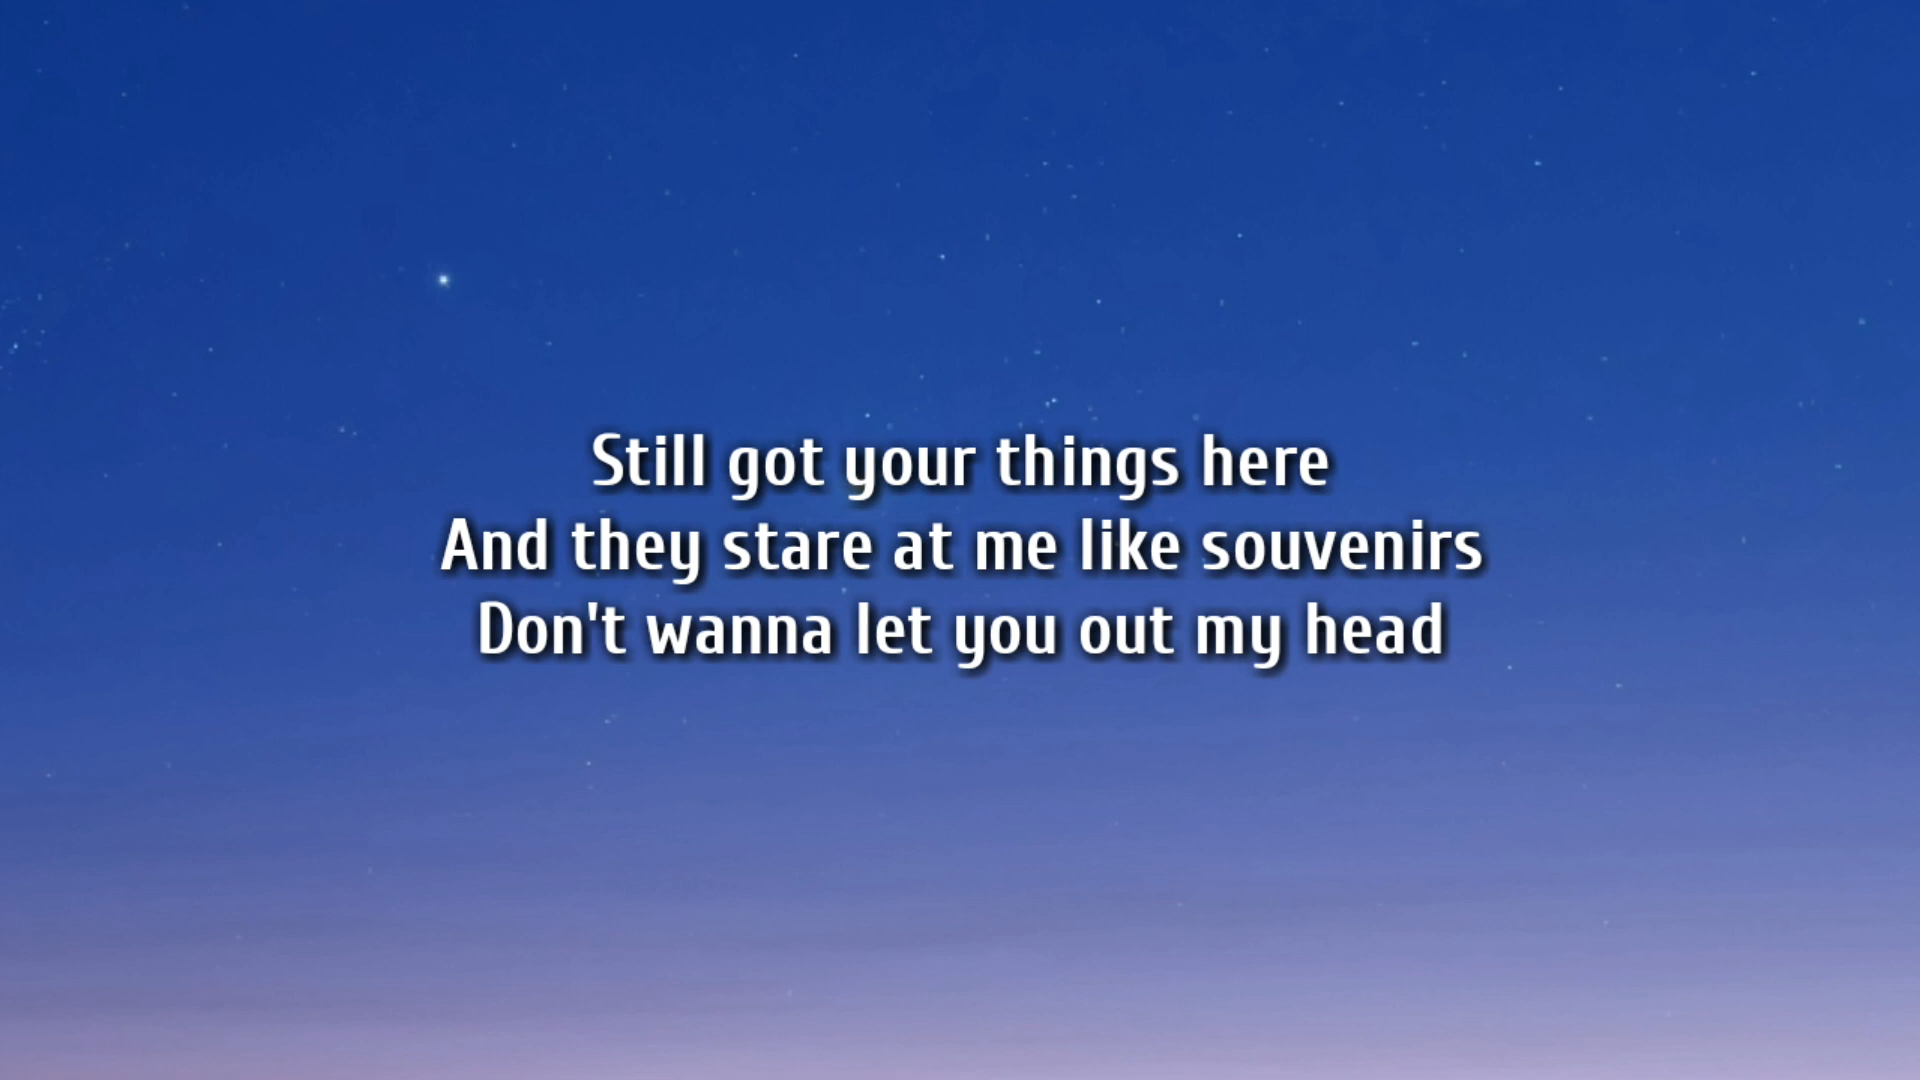 Still got your things here
And they stare at me like souvenirs
Don't wanna let you out my head